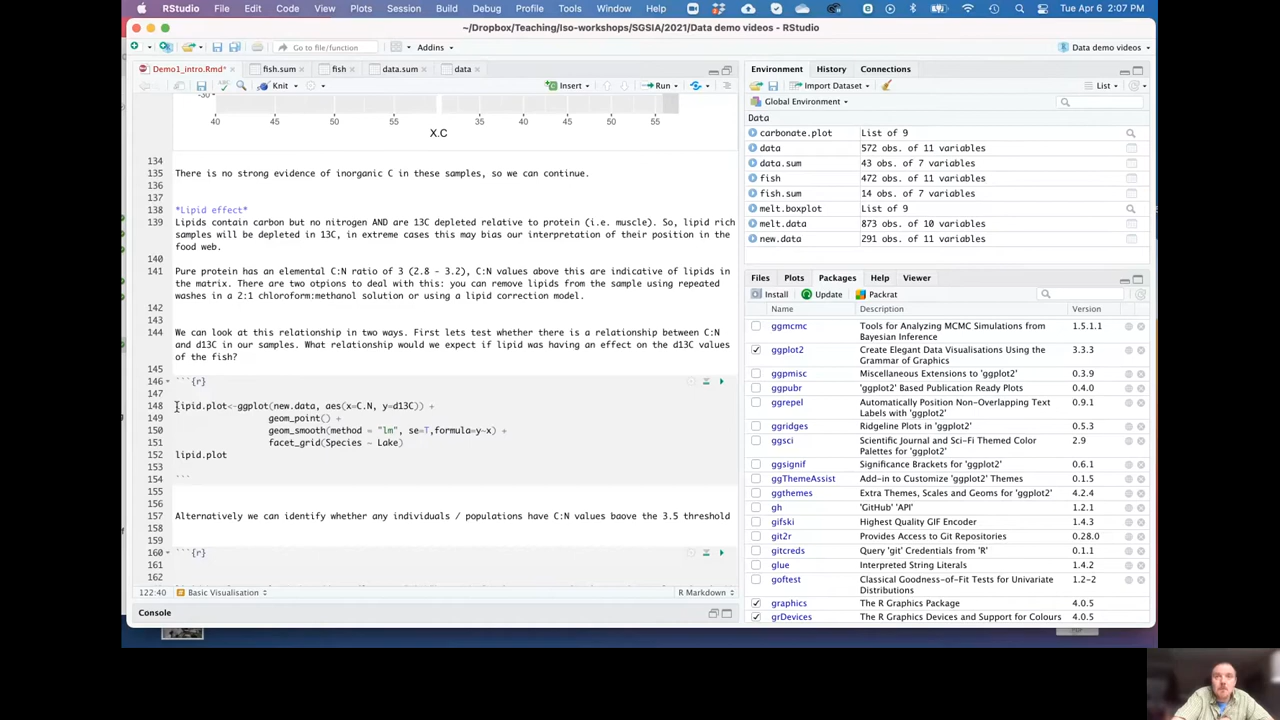 RStudio File Edit Code View Plots Session Build Debug Profile Tools Window Help Tue Apr 6 2:07 PM
~/Dropbox/Teaching/Iso-workshops/SGSIA/2021/Data demo videos - RStudio
Go to file/function Addins Data demo videos
Demo1_intro.Rmd* fish.sum fish data.sum data
Knit Insert Run
-30
40 45 50 55 35 40 45 50 55
X.C
134
135 There is no strong evidence of inorganic C in these samples, so we can continue.
136
137
138 *Lipid effect*
139 Lipids contain carbon but no nitrogen AND are 13C depleted relative to protein (i.e. muscle). So, lipid rich
samples will be depleted in 13C, in extreme cases this may bias our interpretation of their position in the
food web.
140
141 Pure protein has an elemental C:N ratio of 3 (2.8 - 3.2), C:N values above this are indicative of lipids in
the matrix. There are two otpions to deal with this: you can remove lipids from the sample using repeated
washes in a 2:1 chloroform:methanol solution or using a lipid correction model.
142
143
144 We can look at this relationship in two ways. First lets test whether there is a relationship between C:N
and d13C in our samples. What relationship would we expect if lipid was having an effect on the d13C values
of the fish?
145
146 ```{r}
147
148 lipid.plot<-ggplot(new.data, aes(x=C.N, y=d13C)) +
149 geom_point() +
150 geom_smooth(method = "lm", se=T,formula=y~x) +
151 facet_grid(Species ~ Lake)
152 lipid.plot
153
154 ```
155
156
157 Alternatively we can identify whether any individuals / populations have C:N values baove the 3.5 threshold
158
159
160 ```{r}
161
162
122:40 Basic Visualisation R Markdown
Console
Environment History Connections
Import Dataset List
Global Environment
Data
carbonate.plot List of 9
data 572 obs. of 11 variables
data.sum 43 obs. of 7 variables
fish 472 obs. of 11 variables
fish.sum 14 obs. of 7 variables
melt.boxplot List of 9
melt.data 873 obs. of 10 variables
new.data 291 obs. of 11 variables
Files Plots Packages Help Viewer
Install Update Packrat
Name Description Version
ggmcmc Tools for Analyzing MCMC Simulations from 1.5.1.1
Bayesian Inference
ggplot2 Create Elegant Data Visualisations Using the 3.3.3
Grammar of Graphics
ggpmisc Miscellaneous Extensions to 'ggplot2' 0.3.9
ggpubr 'ggplot2' Based Publication Ready Plots 0.4.0
ggrepel Automatically Position Non-Overlapping Text 0.9.1
Labels with 'ggplot2'
ggridges Ridgeline Plots in 'ggplot2' 0.5.3
ggsci Scientific Journal and Sci-Fi Themed Color 2.9
Palettes for 'ggplot2'
ggsignif Significance Brackets for 'ggplot2' 0.6.1
ggThemeAssist Add-in to Customize 'ggplot2' Themes 0.1.5
ggthemes Extra Themes, Scales and Geoms for 'ggplot2' 4.2.4
gh 'GitHub' 'API' 1.2.1
gifski Highest Quality GIF Encoder 1.4.3
git2r Provides Access to Git Repositories 0.28.0
gitcreds Query 'git' Credentials from 'R' 0.1.1
glue Interpreted String Literals 1.4.2
goftest Classical Goodness-of-Fit Tests for Univariate 1.2-2
Distributions
graphics The R Graphics Package 4.0.5
grDevices The R Graphics Devices and Support for Colours 4.0.5